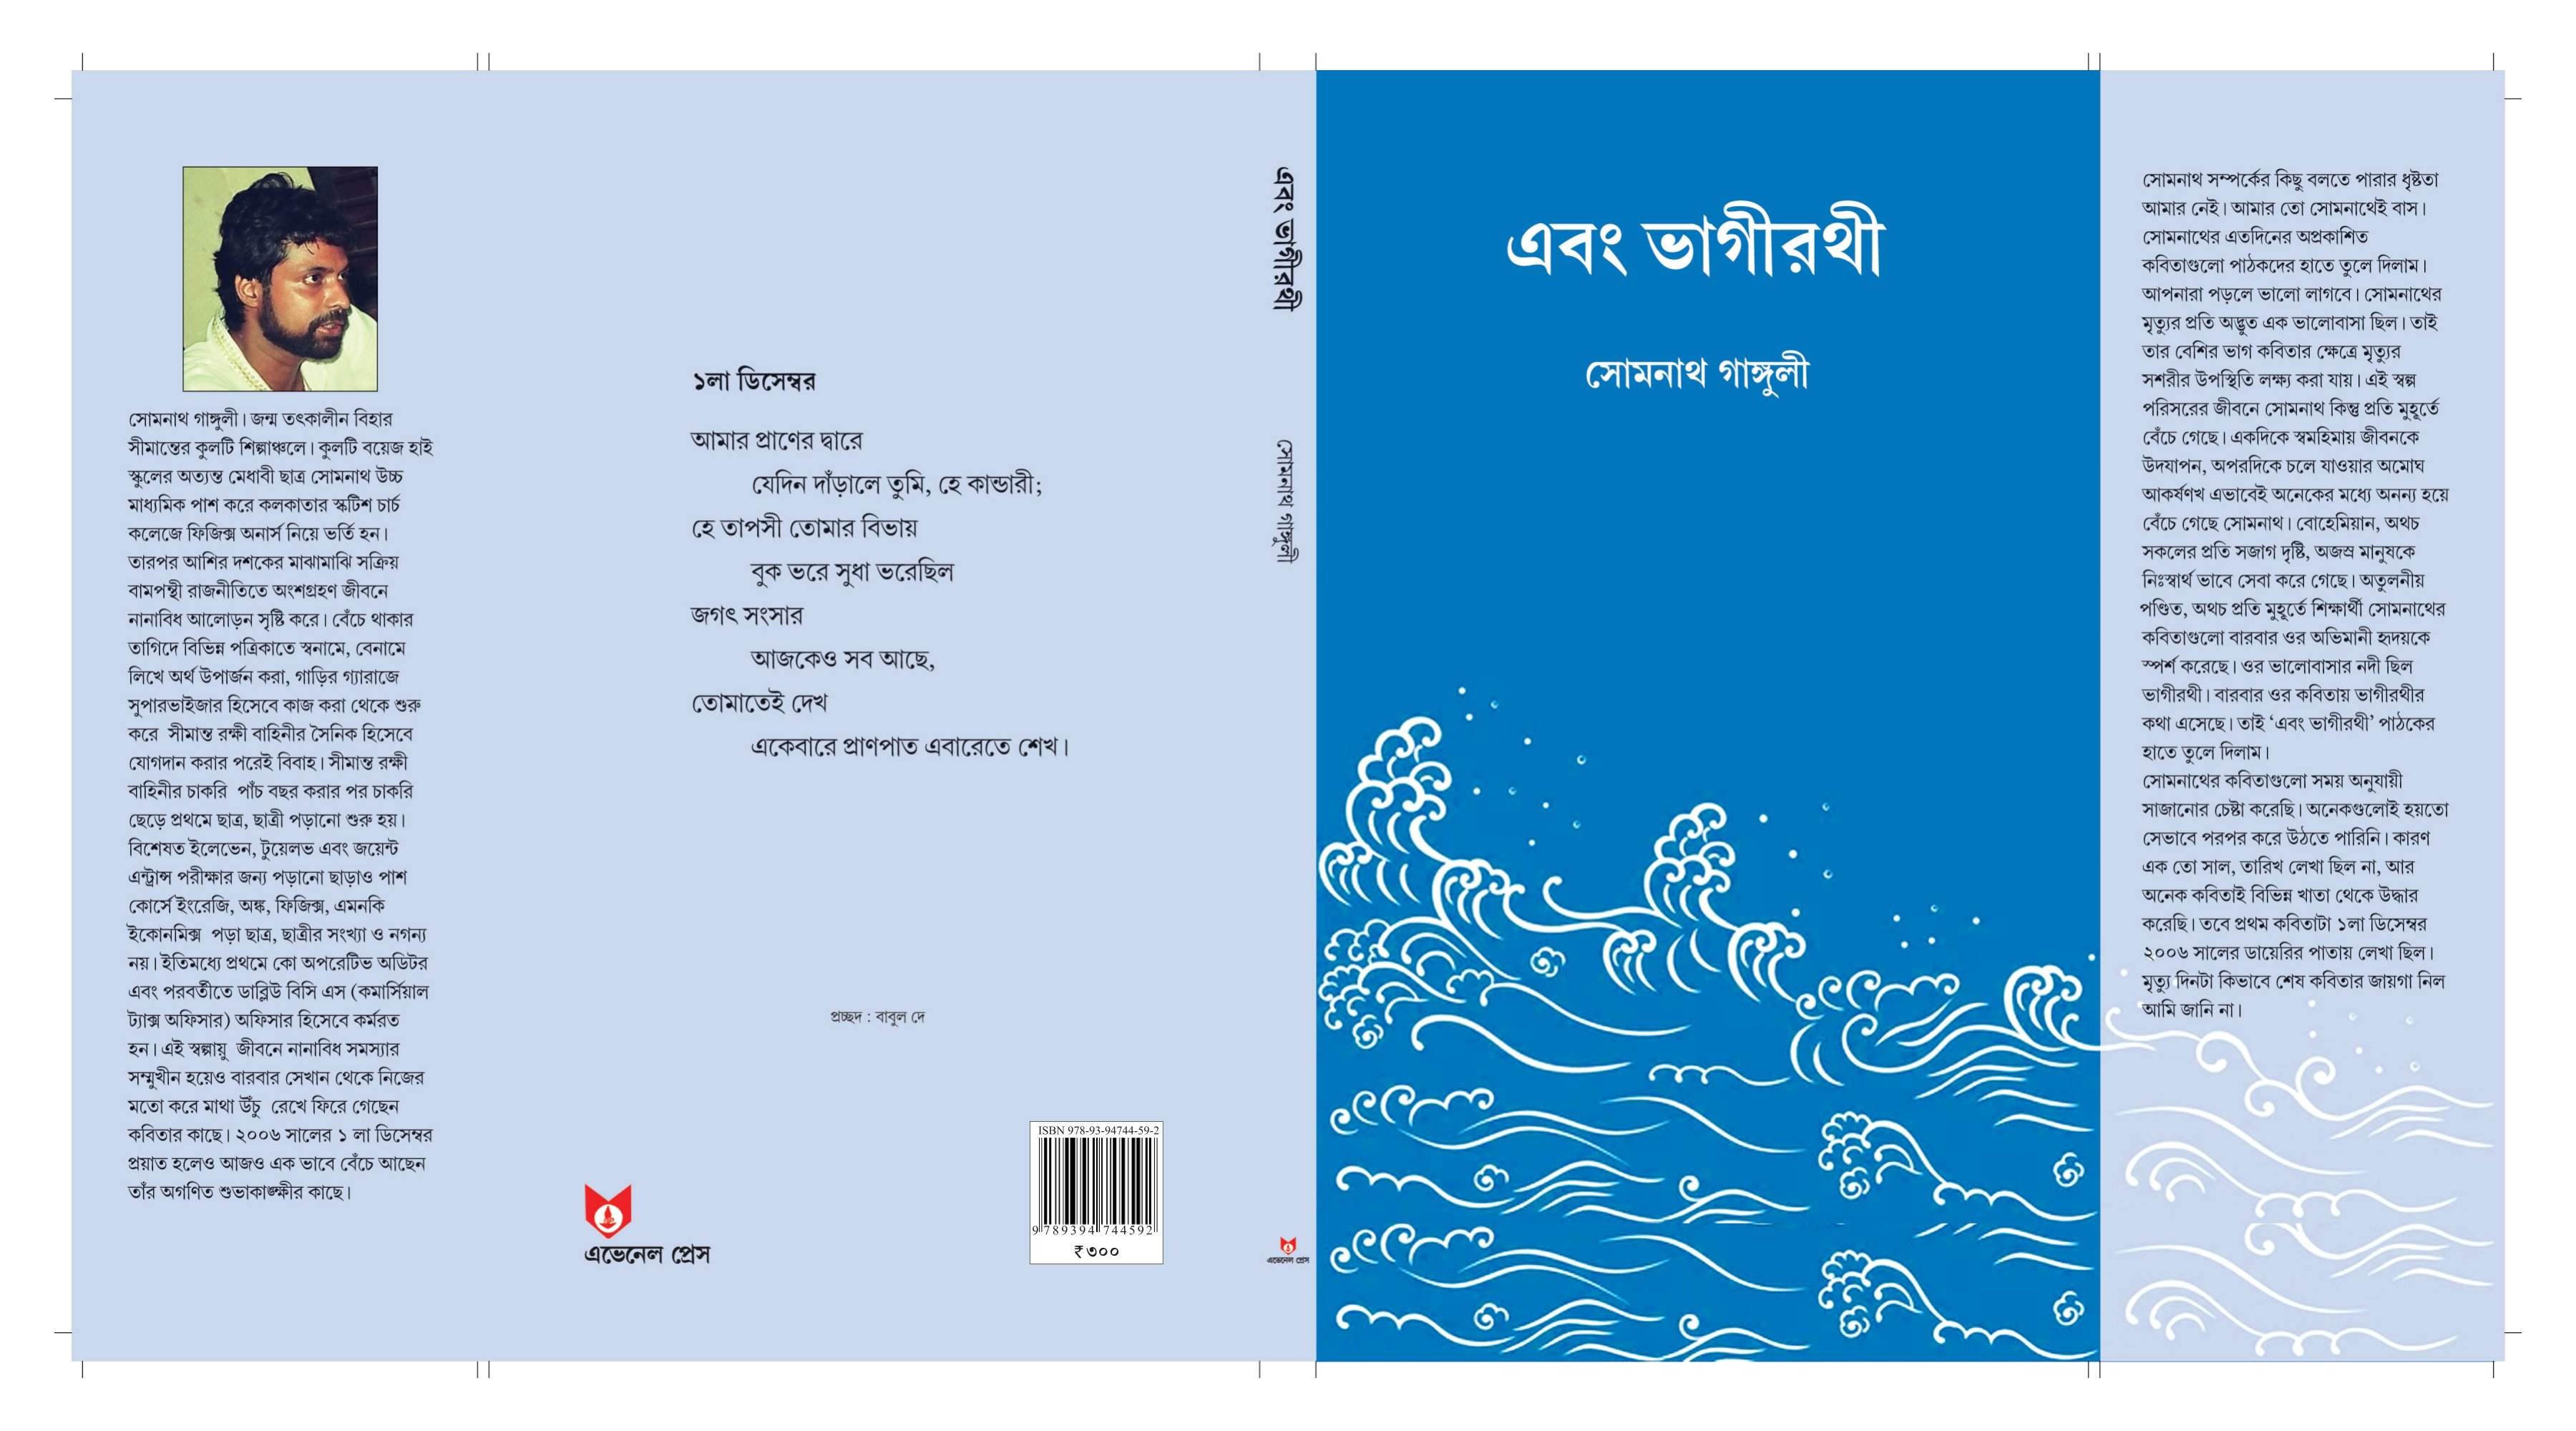 সোমনাথ গাঙ্গুলী। জন্ম তৎকালীন বিহার
সীমান্তের কুলটি শিল্পাঞ্চলে। কুলটি বয়েজ হাই
স্কুলের অত্যন্ত মেধাবী ছাত্র সোমনাথ উচ্চ
মাধ্যমিক পাশ করে কলকাতার স্কটিশ চার্চ
কলেজে ফিজিক্স অনার্স নিয়ে ভর্তি হন।
তারপর আশির দশকের মাঝামাঝি সক্রিয়
বামপন্থী রাজনীতিতে অংশগ্রহণ জীবনে
নানাবিধ আলোড়ন সৃষ্টি করে। বেঁচে থাকার
তাগিদে বিভিন্ন পত্রিকাতে স্বনামে, বেনামে
লিখে অর্থ উপার্জন করা, গাড়ির গ্যারাজে
সুপারভাইজার হিসেবে কাজ করা থেকে শুরু
করে সীমান্ত রক্ষী বাহিনীর সৈনিক হিসেবে
যোগদান করার পরেই বিবাহ। সীমান্ত রক্ষী
বাহিনীর চাকরি পাঁচ বছর করার পর চাকরি
ছেড়ে প্রথমে ছাত্র, ছাত্রী পড়ানো শুরু হয়।
বিশেষত ইলেভেন, টুয়েলভ এবং জয়েন্ট
এন্ট্রান্স পরীক্ষার জন্য পড়ানো ছাড়াও পাশ
কোর্সে ইংরেজি, অঙ্ক, ফিজিক্স, এমনকি
ইকোনমিক্স পড়া ছাত্র, ছাত্রীর সংখ্যা ও নগন্য
নয়। ইতিমধ্যে প্রথমে কো অপরেটিভ অডিটর
এবং পরবর্তীতে ডাব্লিউ বিসি এস (কমার্সিয়াল
ট্যাক্স অফিসার) অফিসার হিসেবে কর্মরত
হন। এই স্বল্পায়ু জীবনে নানাবিধ সমস্যার
সম্মুখীন হয়েও বারবার সেখান থেকে নিজের
মতো করে মাথা উঁচু রেখে ফিরে গেছেন
কবিতার কাছে। ২০০৬ সালের ১ লা ডিসেম্বর
প্রয়াত হলেও আজও এক ভাবে বেঁচে আছেন
তাঁর অগণিত শুভাকাঙ্ক্ষীর কাছে।
১লা ডিসেম্বর
আমার প্রাণের দ্বারে
যেদিন দাঁড়ালে তুমি, হে কান্ডারী;
হে তাপসী তোমার বিভায়
বুক ভরে সুধা ভরেছিল
জগৎ সংসার
আজকেও সব আছে,
তোমাতেই দেখ
একেবারে প্রাণপাত এবারেতে শেখ।
প্রচ্ছদ : বাবুল দে
এভেনেল প্রেস
ISBN 978-93-94744-59-2
9 789394 744592
₹ ৩০০
এবং ভাগীরথী
সোমনাথ গাঙ্গুলী
এভেনেল প্রেস
এবং ভাগীরথী
সোমনাথ গাঙ্গুলী
সোমনাথ সম্পর্কের কিছু বলতে পারার ধৃষ্টতা
আমার নেই। আমার তো সোমনাথেই বাস।
সোমনাথের এতদিনের অপ্রকাশিত
কবিতাগুলো পাঠকদের হাতে তুলে দিলাম।
আপনারা পড়লে ভালো লাগবে। সোমনাথের
মৃত্যুর প্রতি অদ্ভুত এক ভালোবাসা ছিল। তাই
তার বেশির ভাগ কবিতার ক্ষেত্রে মৃত্যুর
সশরীর উপস্থিতি লক্ষ্য করা যায়। এই স্বল্প
পরিসরের জীবনে সোমনাথ কিন্তু প্রতি মুহূর্তে
বেঁচে গেছে। একদিকে স্বমহিমায় জীবনকে
উদযাপন, অপরদিকে চলে যাওয়ার অমোঘ
আকর্ষণখ এভাবেই অনেকের মধ্যে অনন্য হয়ে
বেঁচে গেছে সোমনাথ। বোহেমিয়ান, অথচ
সকলের প্রতি সজাগ দৃষ্টি, অজস্র মানুষকে
নিঃস্বার্থ ভাবে সেবা করে গেছে। অতুলনীয়
পণ্ডিত, অথচ প্রতি মুহূর্তে শিক্ষার্থী সোমনাথের
কবিতাগুলো বারবার ওর অভিমানী হৃদয়কে
স্পর্শ করেছে। ওর ভালোবাসার নদী ছিল
ভাগীরথী। বারবার ওর কবিতায় ভাগীরথীর
কথা এসেছে। তাই ‘এবং ভাগীরথী’ পাঠকের
হাতে তুলে দিলাম।
সোমনাথের কবিতাগুলো সময় অনুযায়ী
সাজানোর চেষ্টা করেছি। অনেকগুলোই হয়তো
সেভাবে পরপর করে উঠতে পারিনি। কারণ
এক তো সাল, তারিখ লেখা ছিল না, আর
অনেক কবিতাই বিভিন্ন খাতা থেকে উদ্ধার
করেছি। তবে প্রথম কবিতাটা ১লা ডিসেম্বর
২০০৬ সালের ডায়েরির পাতায় লেখা ছিল।
মৃত্যু দিনটা কিভাবে শেষ কবিতার জায়গা নিল
আমি জানি না।